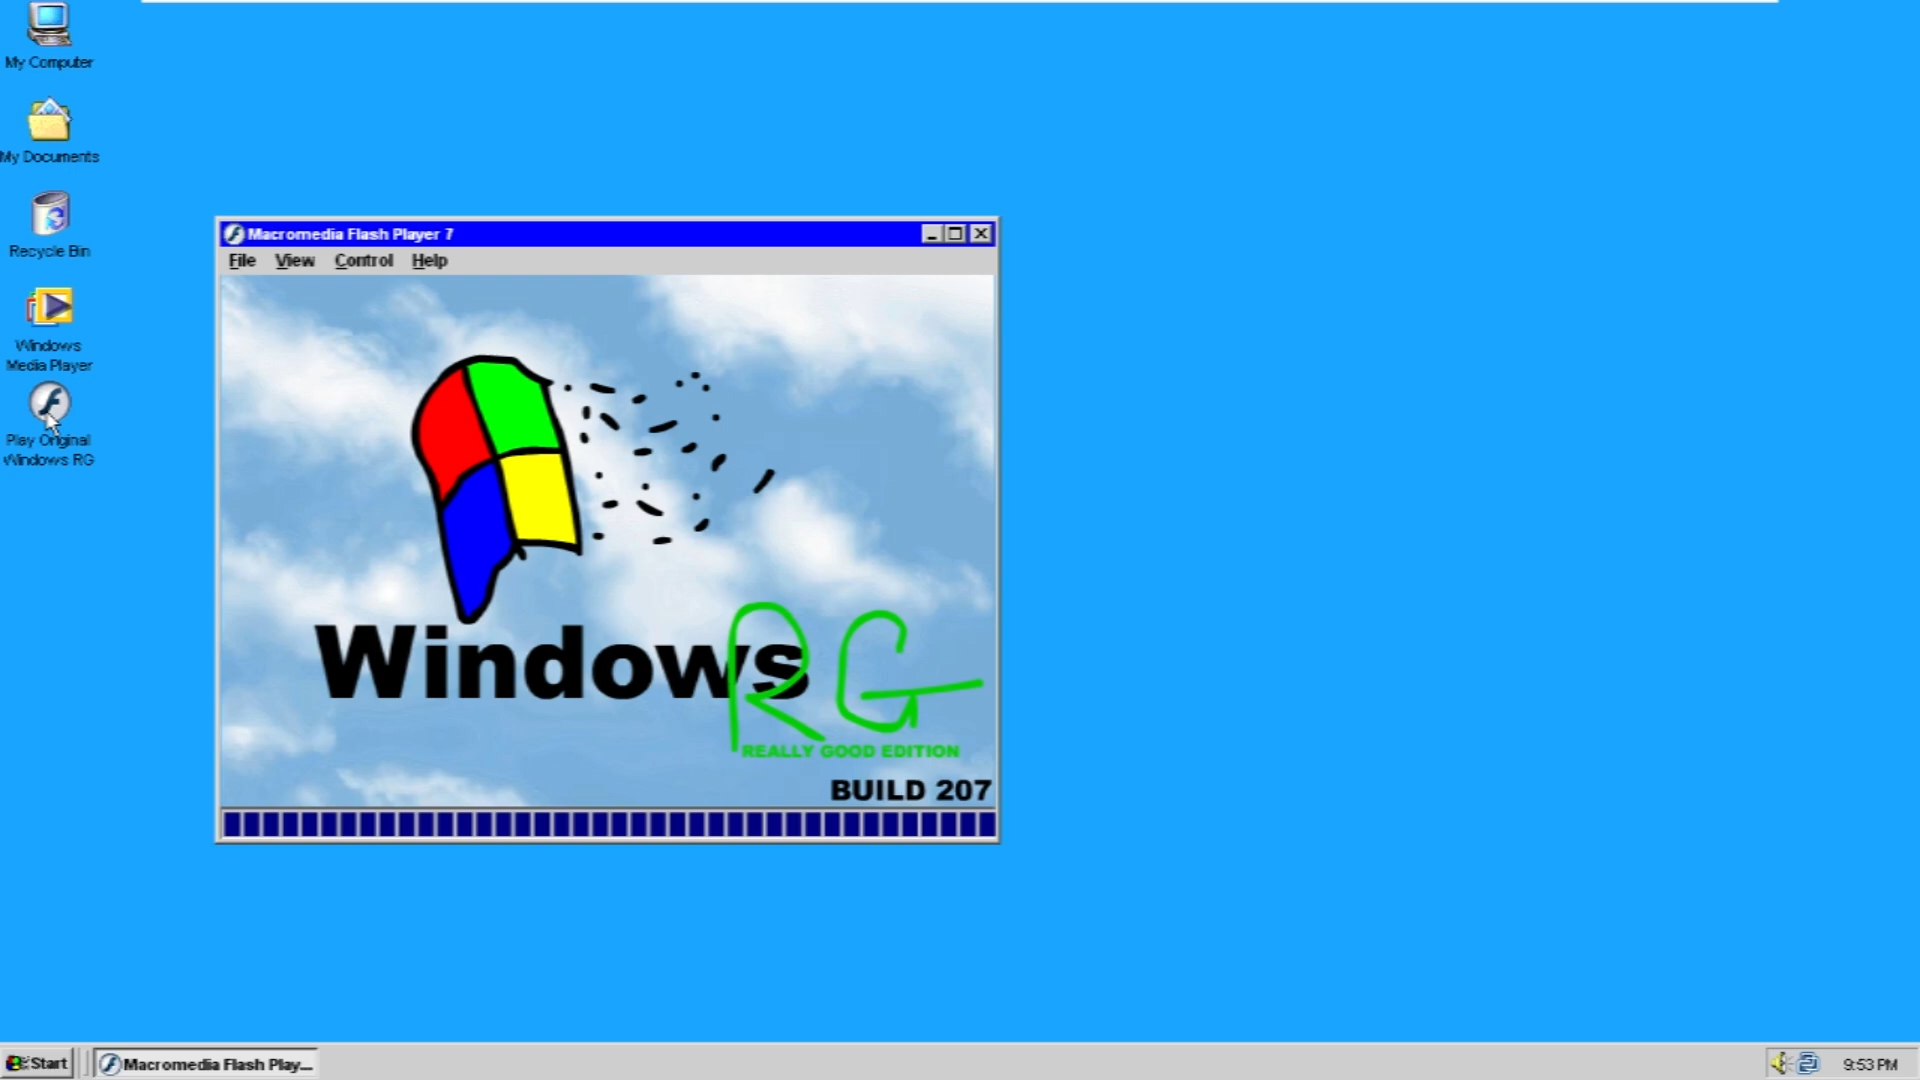 My Computer
My Documents
Recycle Bin
Windows
Media Player
Play Original
Windows RG
Macromedia Flash Player 7
File View Control Help
Windows RG
REALLY GOOD EDITION
BUILD 207
Start
Macromedia Flash Play...
9:53 PM